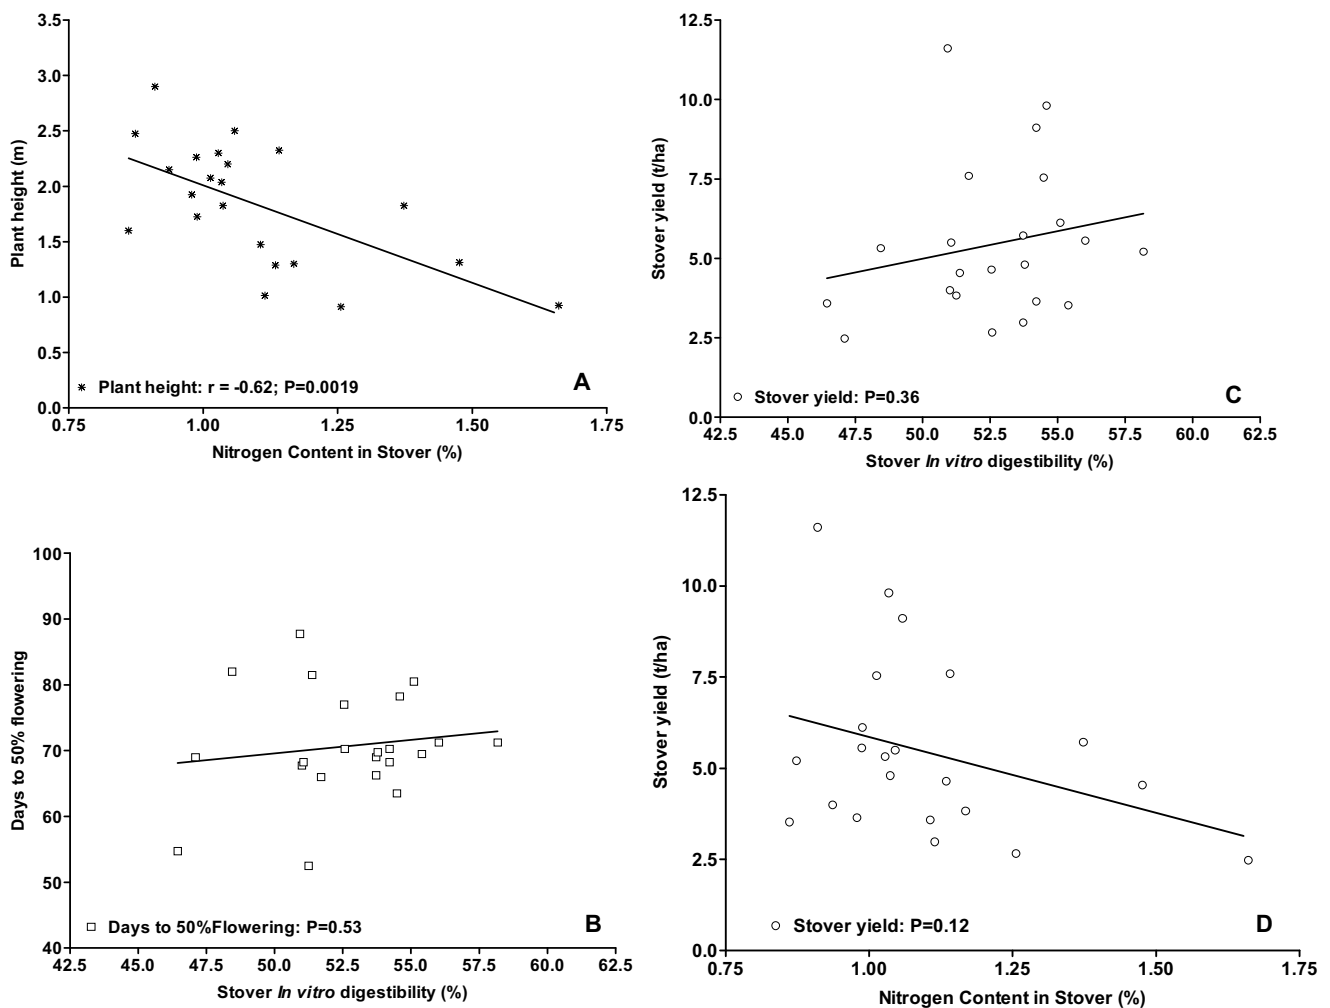 3.5
3.0
2.5
2.0
1.5
1.0
0.5
0.0
Plant height (m)
Plant height: r = -0.62; P=0.0019
A
0.75 1.00 1.25 1.50 1.75
Nitrogen Content in Stover (%)
12.5
10.0
7.5
5.0
2.5
0.0
Stover yield (t/ha)
Stover yield: P=0.36
C
42.5 45.0 47.5 50.0 52.5 55.0 57.5 60.0 62.5
Stover In vitro digestibility (%)
100
90
80
70
60
50
40
Days to 50% flowering
Days to 50%Flowering: P=0.53
B
42.5 45.0 47.5 50.0 52.5 55.0 57.5 60.0 62.5
Stover In vitro digestibility (%)
12.5
10.0
7.5
5.0
2.5
0.0
Stover yield (t/ha)
Stover yield: P=0.12
D
0.75 1.00 1.25 1.50 1.75
Nitrogen Content in Stover (%)